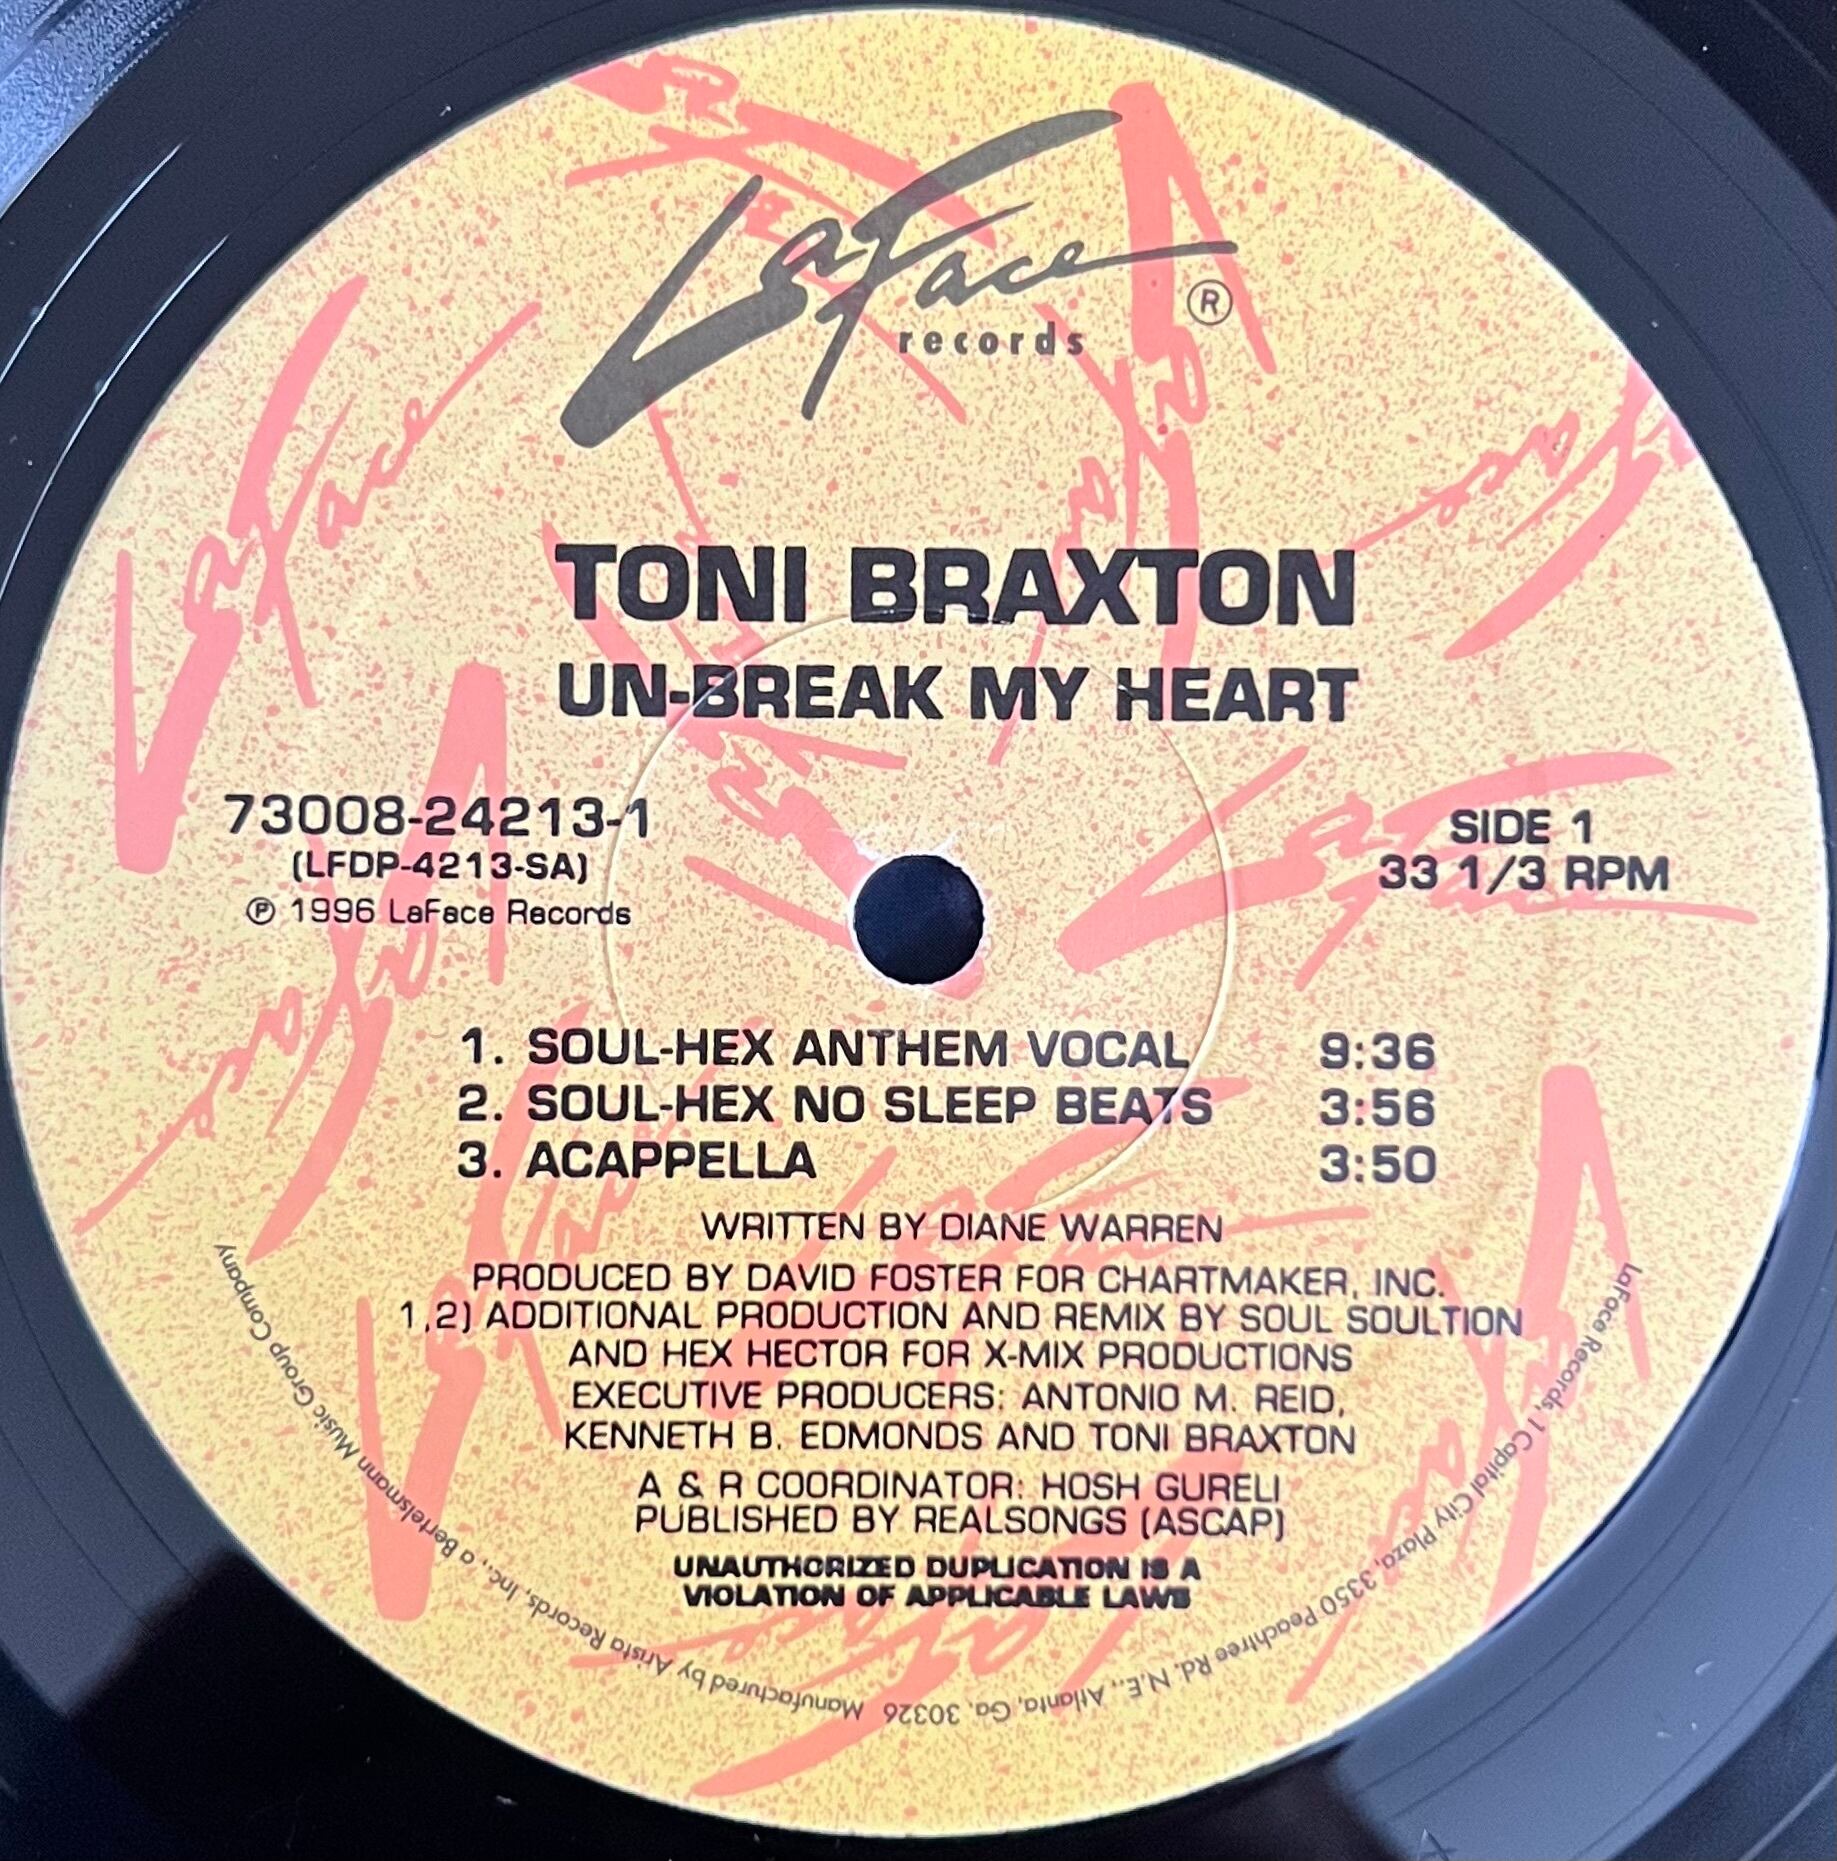 LaFace
records ®
TONI BRAXTON
UN-BREAK MY HEART
73008-24213-1
(LFDP-4213-SA)
℗ 1996 LaFace Records
SIDE 1
33 1/3 RPM
1. SOUL-HEX ANTHEM VOCAL 9:36
2. SOUL-HEX NO SLEEP BEATS 3:56
3. ACAPPELLA 3:50
WRITTEN BY DIANE WARREN
PRODUCED BY DAVID FOSTER FOR CHARTMAKER, INC.
1,2) ADDITIONAL PRODUCTION AND REMIX BY SOUL SOULTION
AND HEX HECTOR FOR X-MIX PRODUCTIONS
EXECUTIVE PRODUCERS: ANTONIO M. REID,
KENNETH B. EDMONDS AND TONI BRAXTON
A & R COORDINATOR: HOSH GURELI
PUBLISHED BY REALSONGS (ASCAP)
UNAUTHORIZED DUPLICATION IS A
VIOLATION OF APPLICABLE LAWS
LaFace Records, 1 Capital City Plaza, 3350 Peachtree Rd. N.E., Atlanta, Ga, 30326 Manufactured by Arista Records, Inc., a Bertelsmann Music Group Company